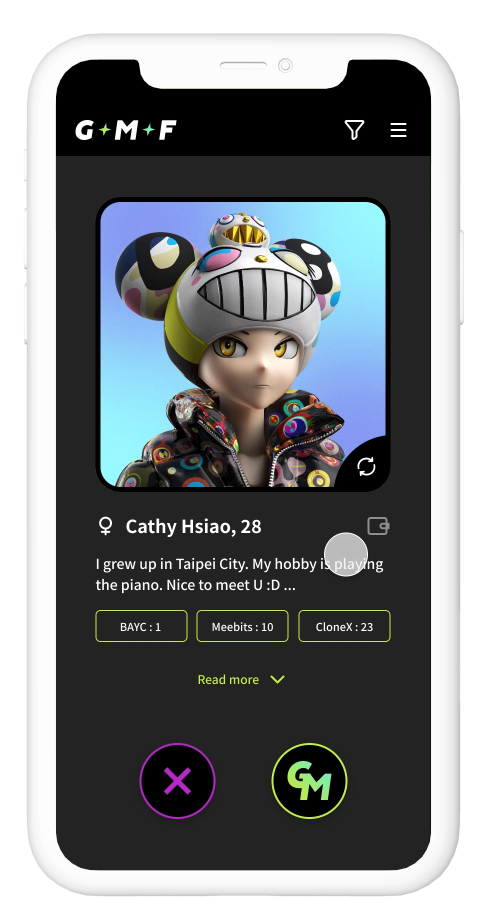 G M F
Cathy Hsiao, 28
I grew up in Taipei City. My hobby is playing
the piano. Nice to meet U :D ...
BAYC : 1 Meebits : 10 CloneX : 23
Read more
GM